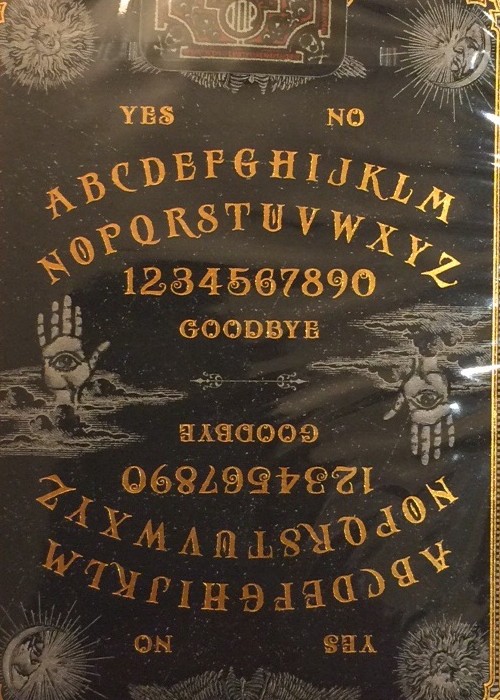 YES NO
ABCDEFGHIJKLM
NOPQRSTUVWXYZ
1234567890
GOODBYE
GOODBYE
1234567890
NOPQRSTUVWXYZ
ABCDEFGHIJKLM
YES NO